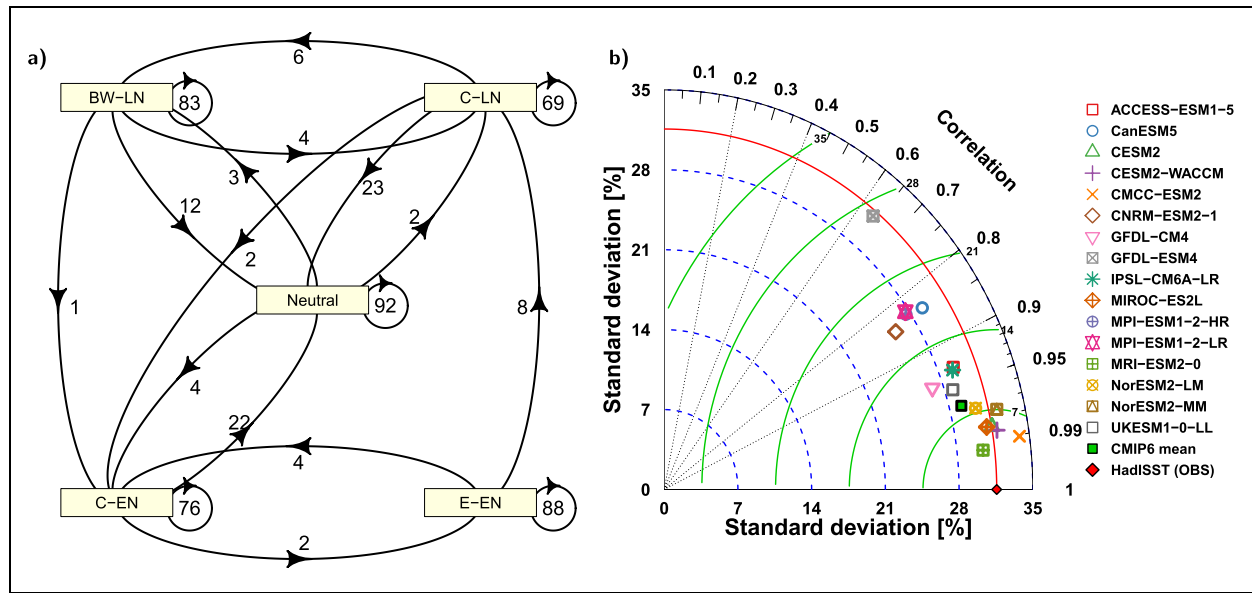 a)
6
BW−LN
83
C−LN
69
4
3
23
12
2
2
1
Neutral
92
8
4
22
4
C−EN
76
E−EN
88
2
b)
35
28
21
14
7
0
Standard deviation [%]
0
7
14
21
28
35
Standard deviation [%]
0.1
0.2
0.3
0.4
0.5
0.6
0.7
0.8
0.9
0.95
0.99
1
Correlation
35
28
21
14
7
ACCESS−ESM1−5
CanESM5
CESM2
CESM2−WACCM
CMCC−ESM2
CNRM−ESM2−1
GFDL−CM4
GFDL−ESM4
IPSL−CM6A−LR
MIROC−ES2L
MPI−ESM1−2−HR
MPI−ESM1−2−LR
MRI−ESM2−0
NorESM2−LM
NorESM2−MM
UKESM1−0−LL
CMIP6 mean
HadISST (OBS)